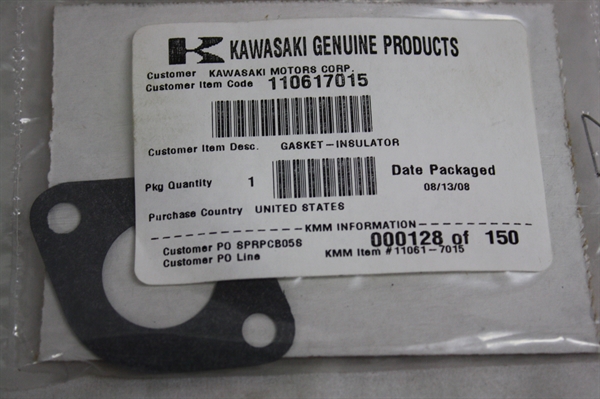 K KAWASAKI GENUINE PRODUCTS
Customer KAWASAKI MOTORS CORP.
Customer Item Code 110617015
Customer Item Desc. GASKET-INSULATOR
Pkg Quantity 1 Date Packaged
08/13/08
Purchase Country UNITED STATES
KMM INFORMATION
Customer PO SPRPCB05S 000128 of 150
Customer PO Line KMM Item #11061-7015